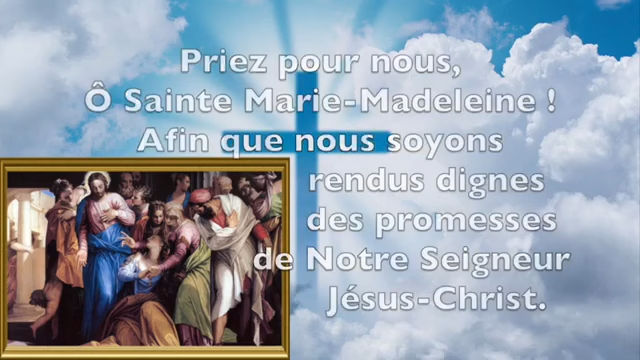 Priez pour nous,
Ô Sainte Marie-Madeleine !
Afin que nous soyons
rendus dignes
des promesses
de Notre Seigneur
Jésus-Christ.